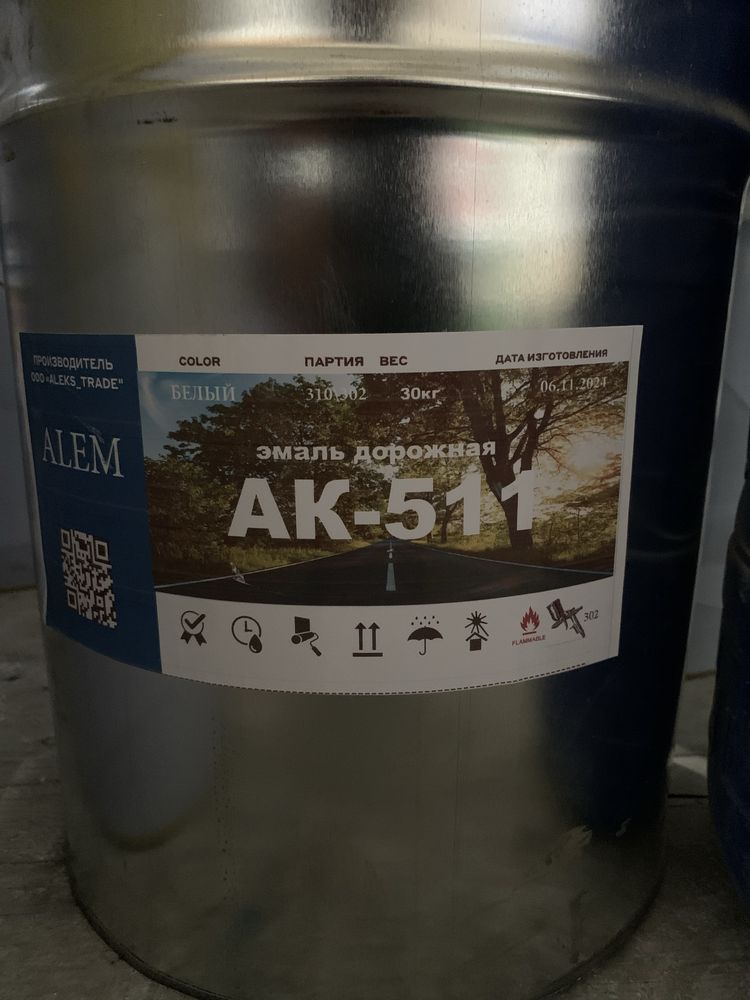 ПРОИЗВОДИТЕЛЬ
ООО «ALEKS_TRADE"
ALEM
COLOR ПАРТИЯ ВЕС ДАТА ИЗГОТОВЛЕНИЯ
БЕЛЫЙ 310\302 30кг 06.11.2024
эмаль дорожная
АК-511
FLAMMABLE
302